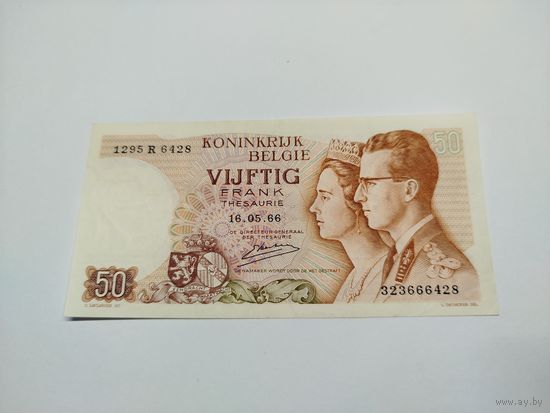 1295 R 6428
KONINKRIJK
BELGIE
VIJFTIG
FRANK
THESAURIE
16.05.66
DE DIRECTEUR GENERAAL
DER THESAURIE
DE NAMAKER WORDT DOOR DE WET GESTRAFT
50
50
EENDRACHT
323666428
www.ay.by